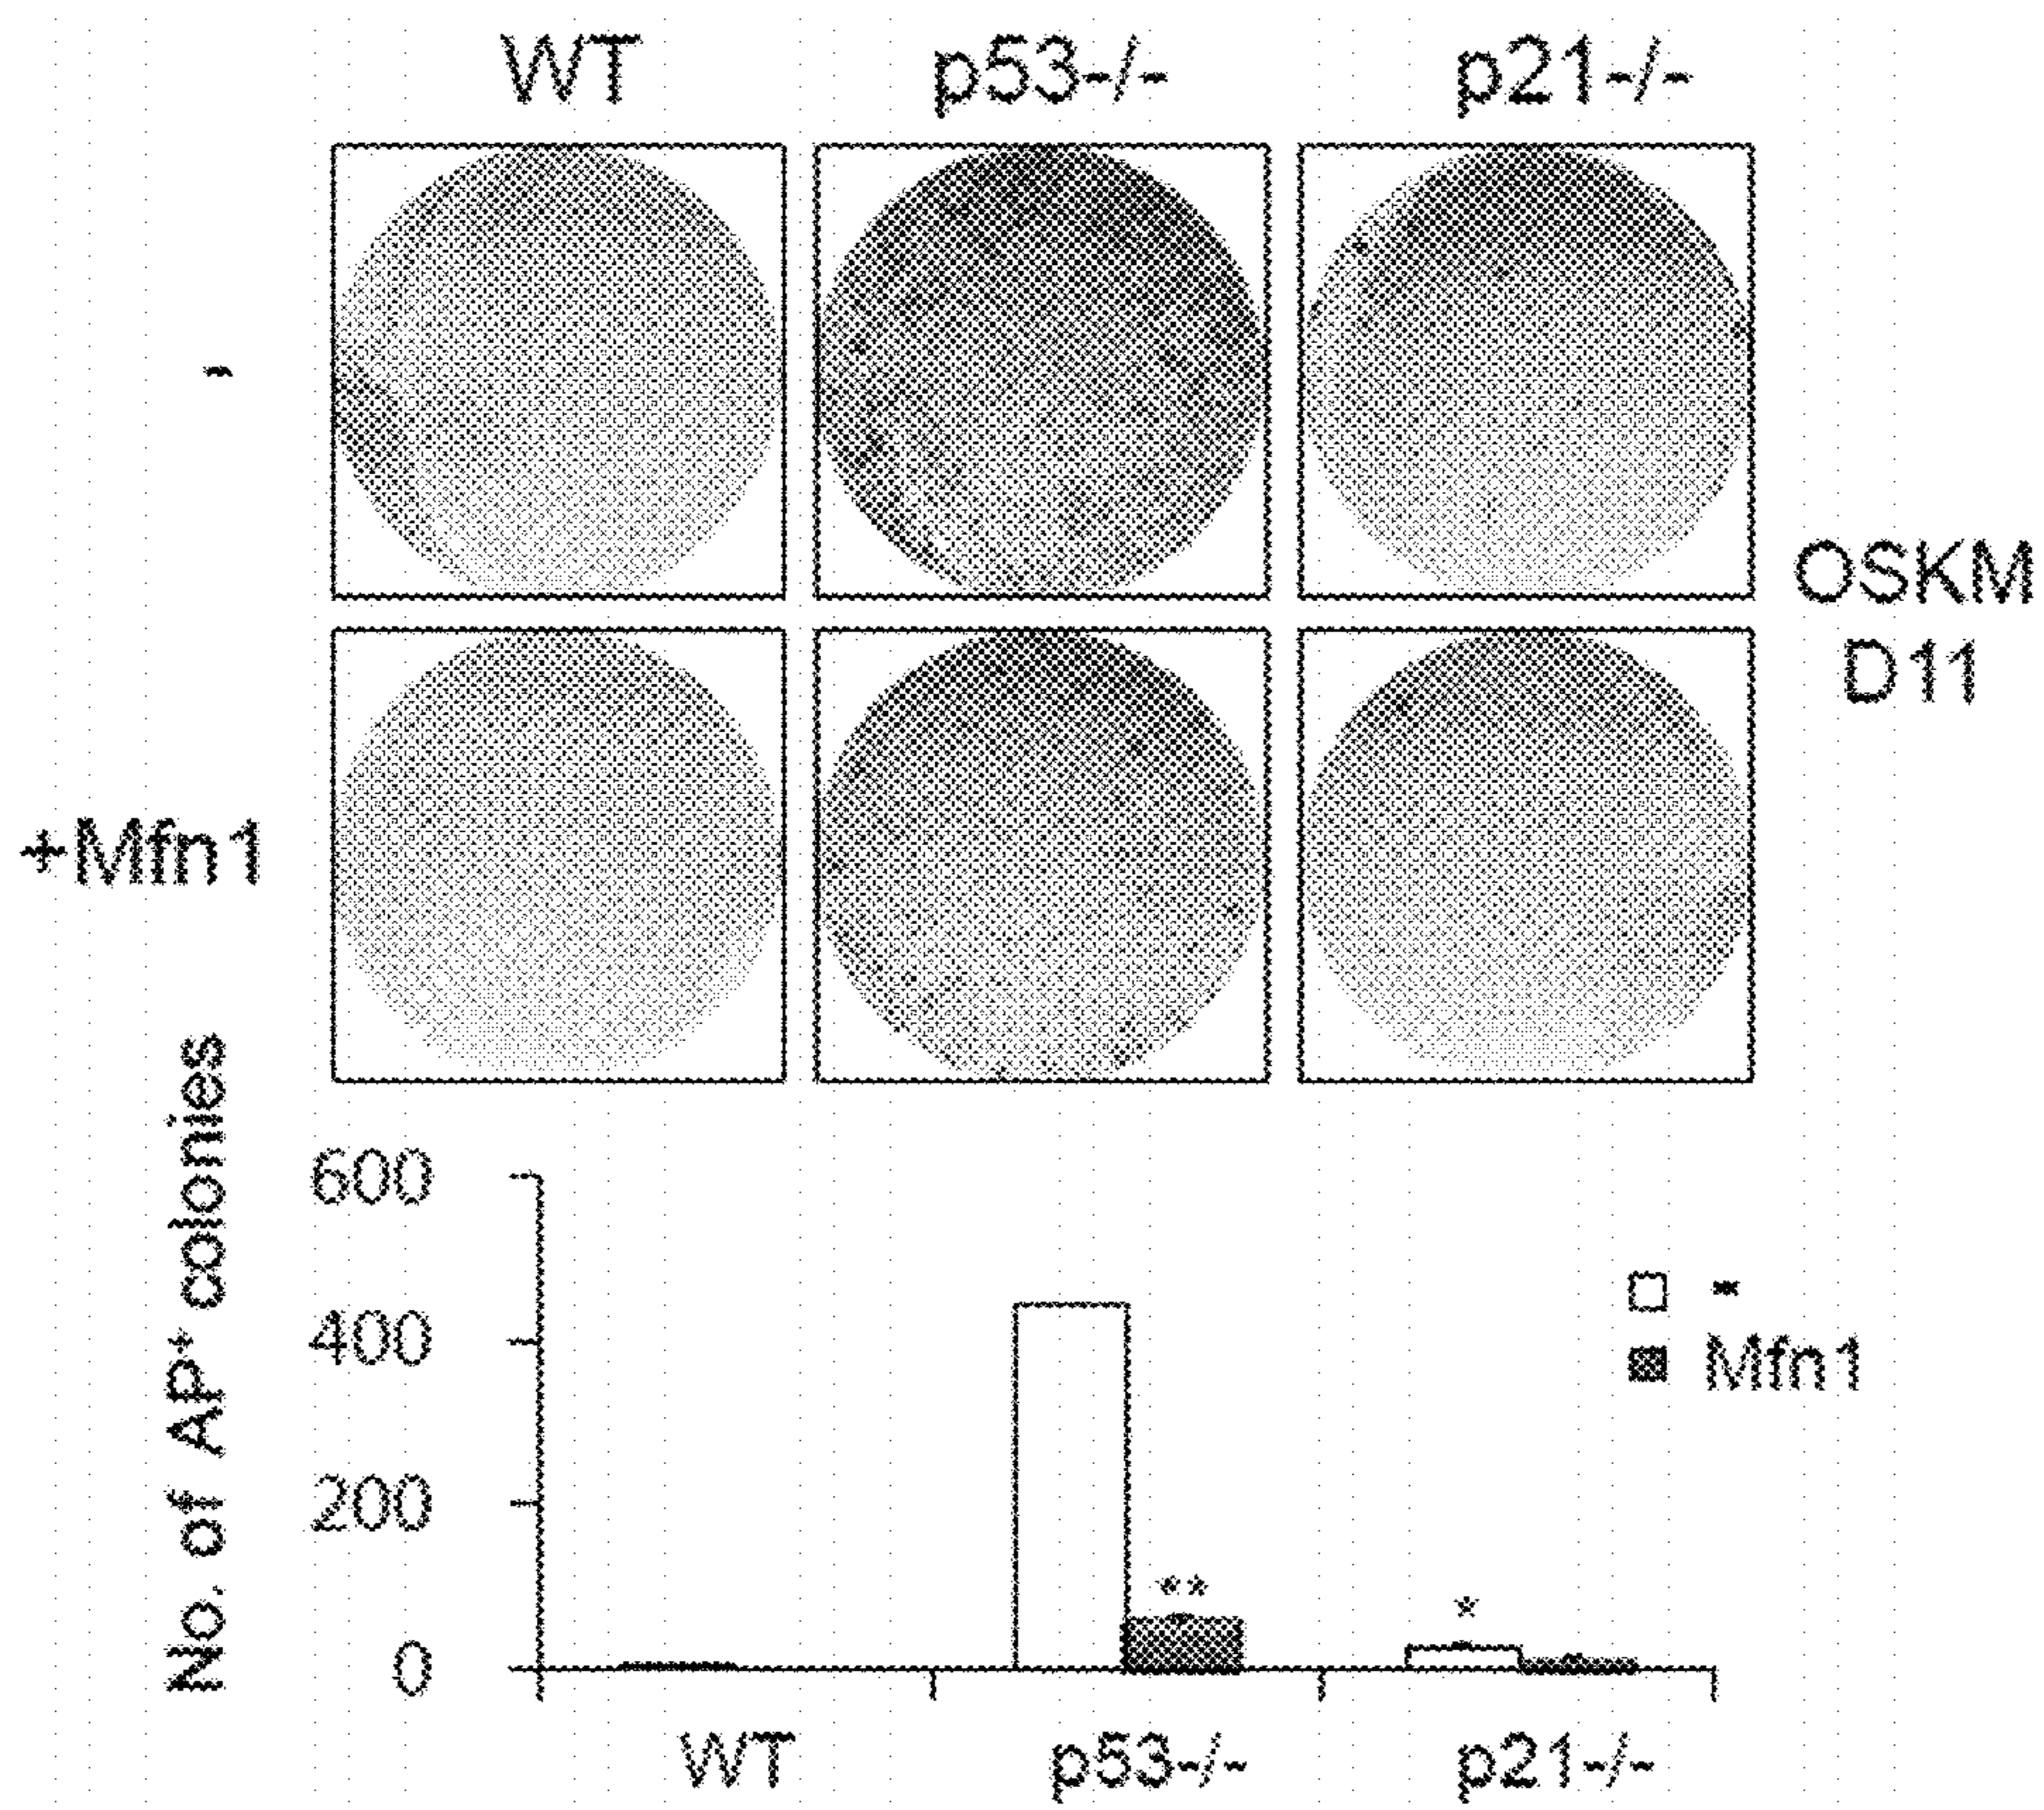 WT p53-/- p21-/-
-
OSKM
D11
+Mfn1
No. of AP+ colonies
600
400
200
0
-
Mfn1
**
*
WT p53-/- p21-/-